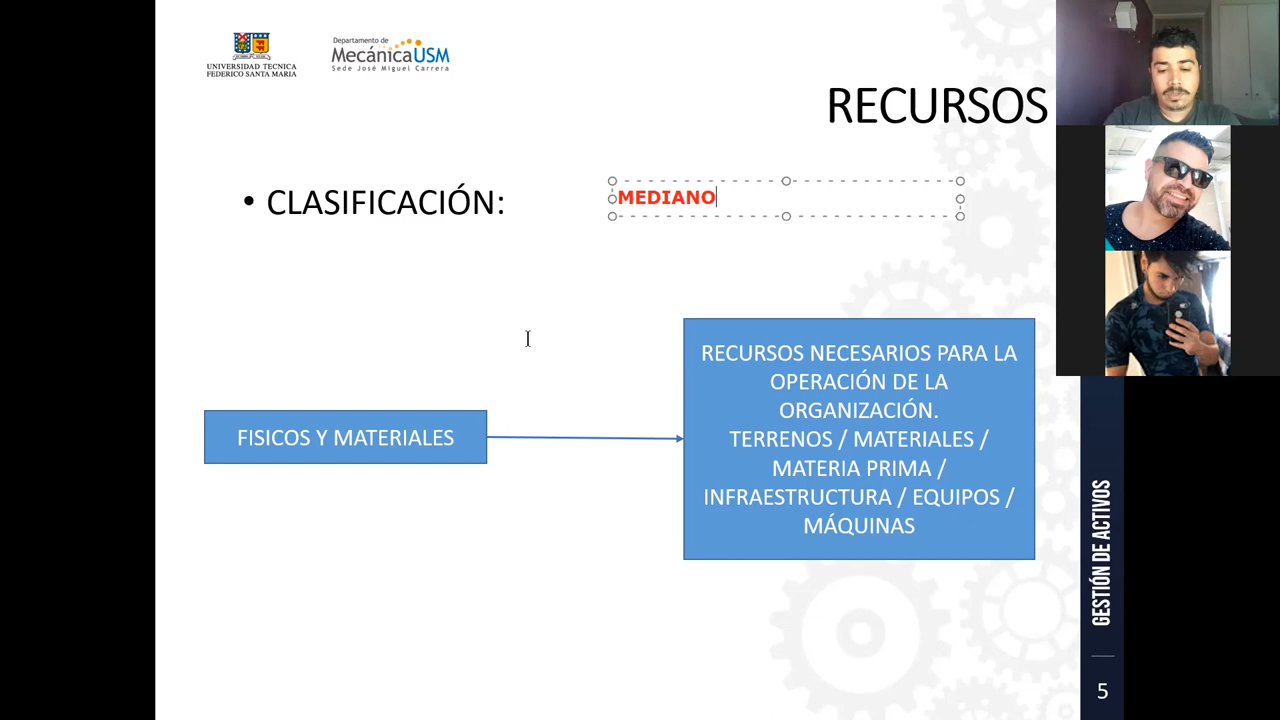 UNIVERSIDAD TECNICA
FEDERICO SANTA MARIA
Departamento de
MecánicaUSM
Sede José Miguel Carrera
RECURSOS
• CLASIFICACIÓN:
MEDIANO
FISICOS Y MATERIALES
RECURSOS NECESARIOS PARA LA
OPERACIÓN DE LA
ORGANIZACIÓN.
TERRENOS / MATERIALES /
MATERIA PRIMA /
INFRAESTRUCTURA / EQUIPOS /
MÁQUINAS
GESTIÓN DE ACTIVOS
5